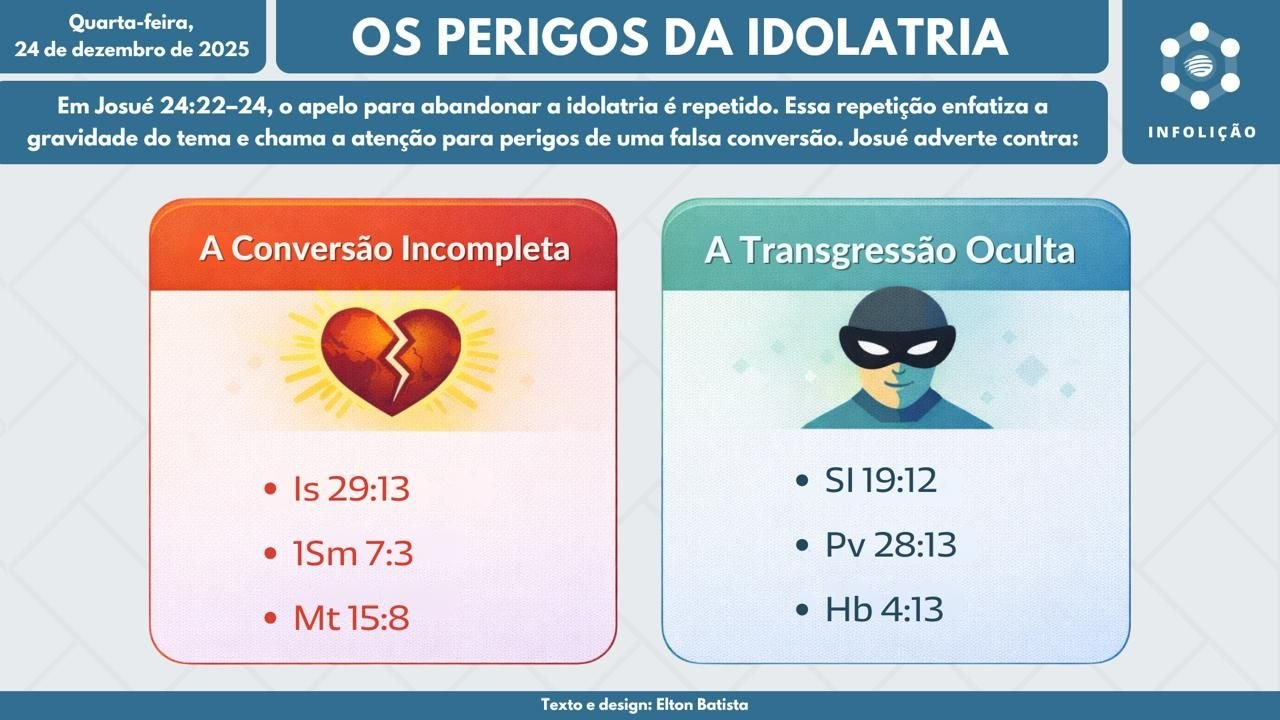 Quarta-feira,
24 de dezembro de 2025
OS PERIGOS DA IDOLATRIA
INFOLIÇÃO
Em Josué 24:22–24, o apelo para abandonar a idolatria é repetido. Essa repetição enfatiza a
gravidade do tema e chama a atenção para perigos de uma falsa conversão. Josué adverte contra:
A Conversão Incompleta
• Is 29:13
• 1Sm 7:3
• Mt 15:8
A Transgressão Oculta
• Sl 19:12
• Pv 28:13
• Hb 4:13
Texto e design: Elton Batista